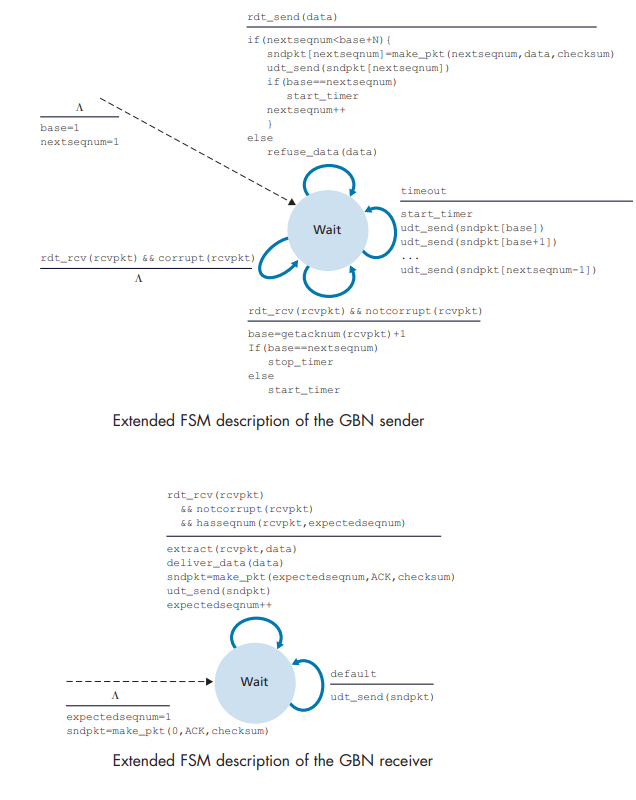 rdt_send(data)
if(nextseqnum<base+N){
sndpkt[nextseqnum]=make_pkt(nextseqnum,data,checksum)
udt_send(sndpkt[nextseqnum])
if(base==nextseqnum)
start_timer
nextseqnum++
}
else
refuse_data(data)
Λ
base=1
nextseqnum=1
Wait
timeout
start_timer
udt_send(sndpkt[base])
udt_send(sndpkt[base+1])
...
udt_send(sndpkt[nextseqnum-1])
rdt_rcv(rcvpkt) && corrupt(rcvpkt)
Λ
rdt_rcv(rcvpkt) && notcorrupt(rcvpkt)
base=getacknum(rcvpkt)+1
If(base==nextseqnum)
stop_timer
else
start_timer
Extended FSM description of the GBN sender
rdt_rcv(rcvpkt)
&& notcorrupt(rcvpkt)
&& hasseqnum(rcvpkt,expectedseqnum)
extract(rcvpkt,data)
deliver_data(data)
sndpkt=make_pkt(expectedseqnum,ACK,checksum)
udt_send(sndpkt)
expectedseqnum++
Wait
default
udt_send(sndpkt)
Λ
expectedseqnum=1
sndpkt=make_pkt(0,ACK,checksum)
Extended FSM description of the GBN receiver